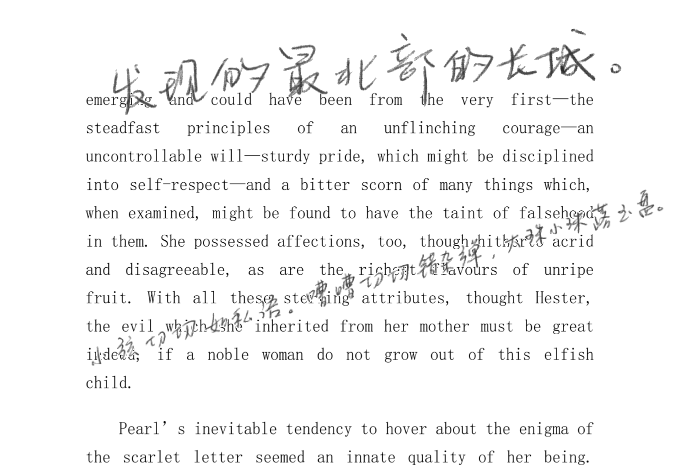 发现的最北部的长城。
emerging and could have been from the very first—the
steadfast principles of an unflinching courage—an
uncontrollable will—sturdy pride, which might be disciplined
into self-respect—and a bitter scorn of many things which,
when examined, might be found to have the taint of falsehood
in them. She possessed affections, too, though hitherto acrid
and disagreeable, as are the richest flavours of unripe
fruit. With all these sterling attributes, thought Hester,
the evil which she inherited from her mother must be great
indeed, if a noble woman do not grow out of this elfish
child.
小弦切切如私语。嘈嘈切切错杂弹，大珠小珠落玉盘。
Pearl's inevitable tendency to hover about the enigma of
the scarlet letter seemed an innate quality of her being.